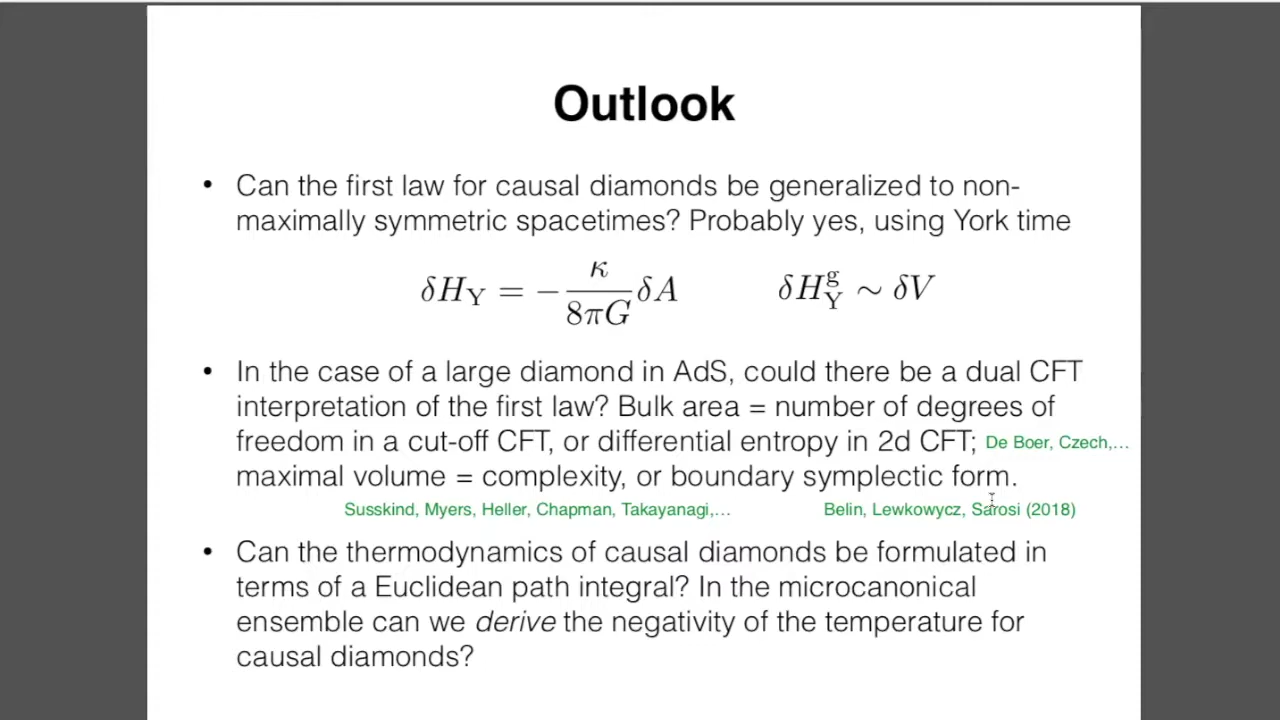 Outlook
• Can the first law for causal diamonds be generalized to non-
maximally symmetric spacetimes? Probably yes, using York time
δH_Y = − κ/8πG δA    δH_Y^g ∼ δV
• In the case of a large diamond in AdS, could there be a dual CFT
interpretation of the first law? Bulk area = number of degrees of
freedom in a cut-off CFT, or differential entropy in 2d CFT; De Boer, Czech,...
maximal volume = complexity, or boundary symplectic form.
Susskind, Myers, Heller, Chapman, Takayanagi,... Belin, Lewkowycz, Sarosi (2018)
• Can the thermodynamics of causal diamonds be formulated in
terms of a Euclidean path integral? In the microcanonical
ensemble can we derive the negativity of the temperature for
causal diamonds?